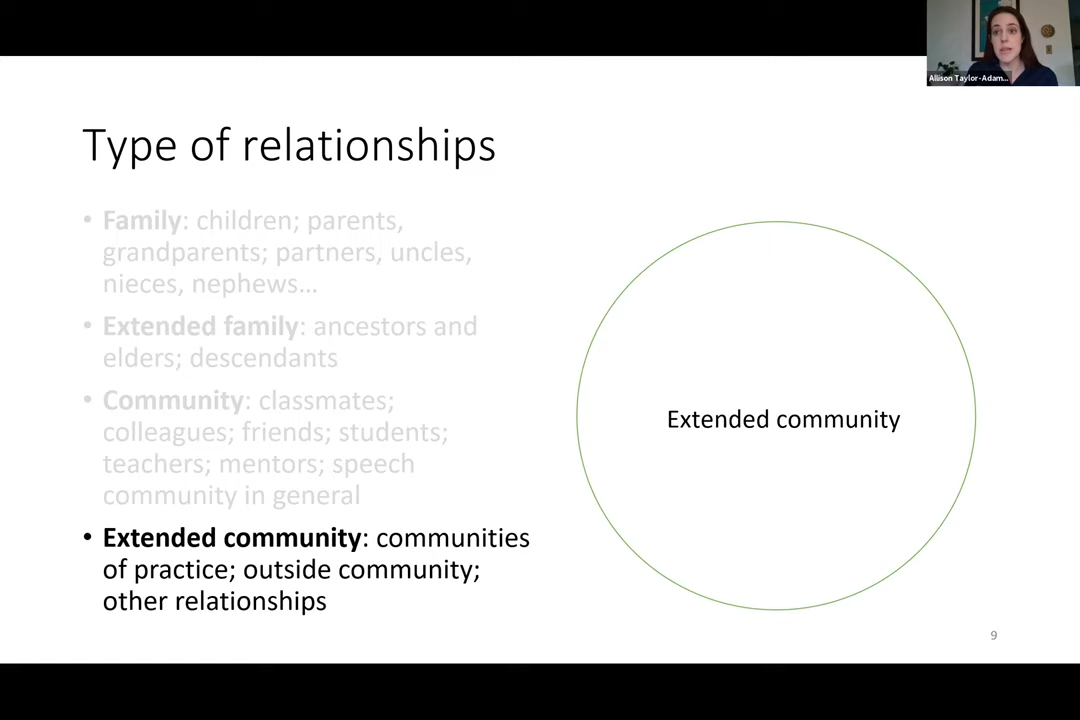 Allison Taylor-Adam...
Type of relationships
• Family: children; parents,
grandparents; partners, uncles,
nieces, nephews…
• Extended family: ancestors and
elders; descendants
• Community: classmates;
colleagues; friends; students;
teachers; mentors; speech
community in general
• Extended community: communities
of practice; outside community;
other relationships
Extended community
9